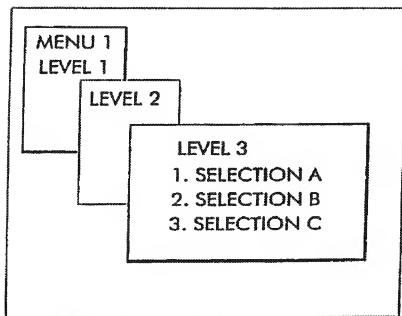 MENU 1
LEVEL 1
LEVEL 2
LEVEL 3
1. SELECTION A
2. SELECTION B
3. SELECTION C